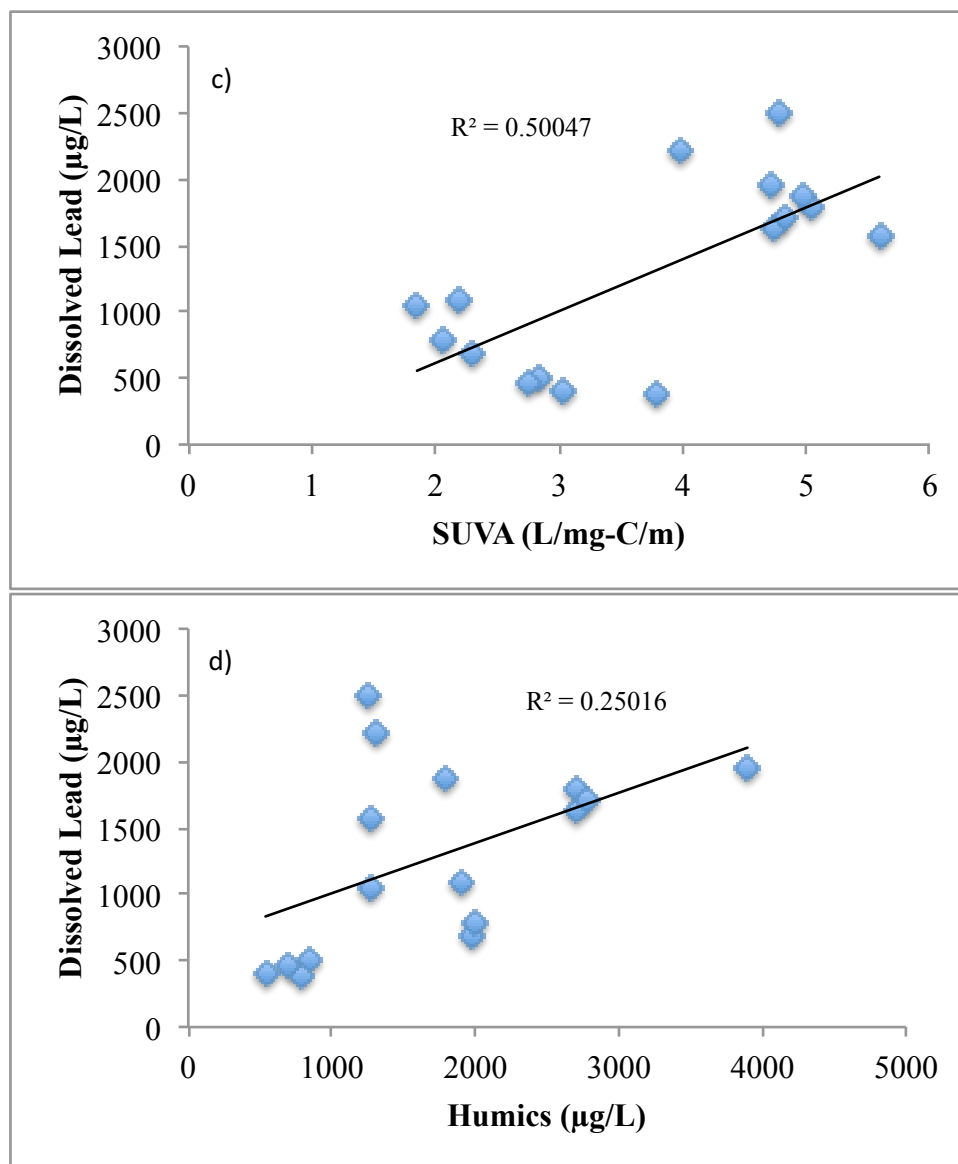 3000
c)
2500
R² = 0.50047
2000
1500
1000
500
0
Dissolved Lead (µg/L)
0 1 2 3 4 5 6
SUVA (L/mg-C/m)
3000
d)
2500
R² = 0.25016
2000
1500
1000
500
0
Dissolved Lead (µg/L)
0 1000 2000 3000 4000 5000
Humics (µg/L)